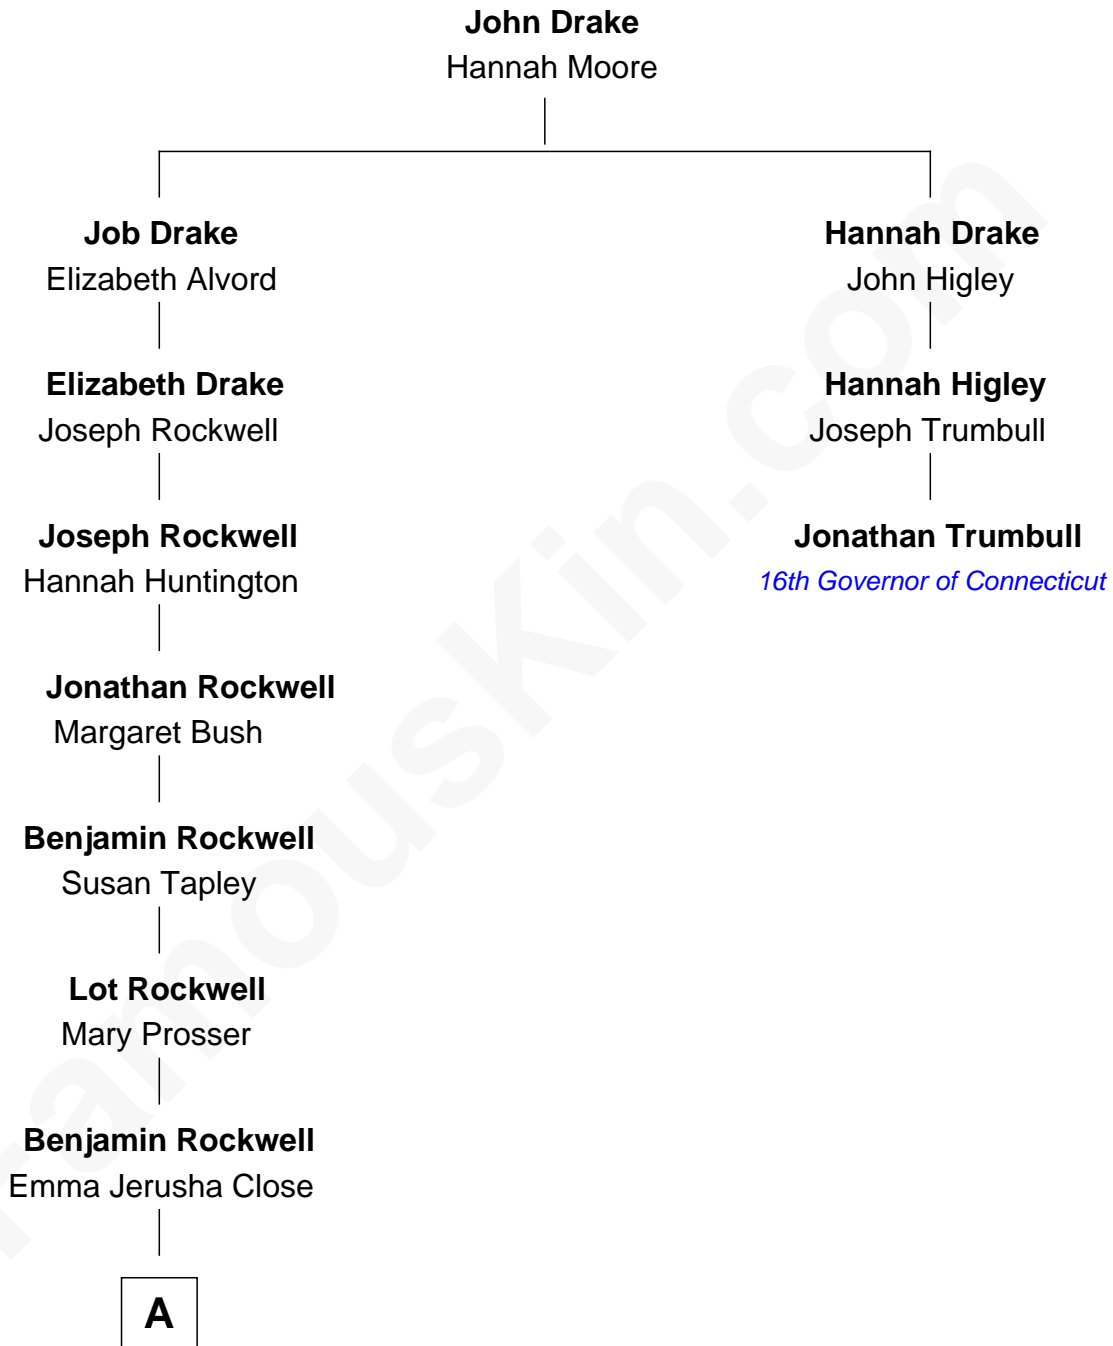 John Drake
Hannah Moore
Job Drake
Elizabeth Alvord
Hannah Drake
John Higley
Elizabeth Drake
Joseph Rockwell
Hannah Higley
Joseph Trumbull
Joseph Rockwell
Hannah Huntington
Jonathan Trumbull
16th Governor of Connecticut
Jonathan Rockwell
Margaret Bush
Benjamin Rockwell
Susan Tapley
Lot Rockwell
Mary Prosser
Benjamin Rockwell
Emma Jerusha Close
A
FamousKin.com